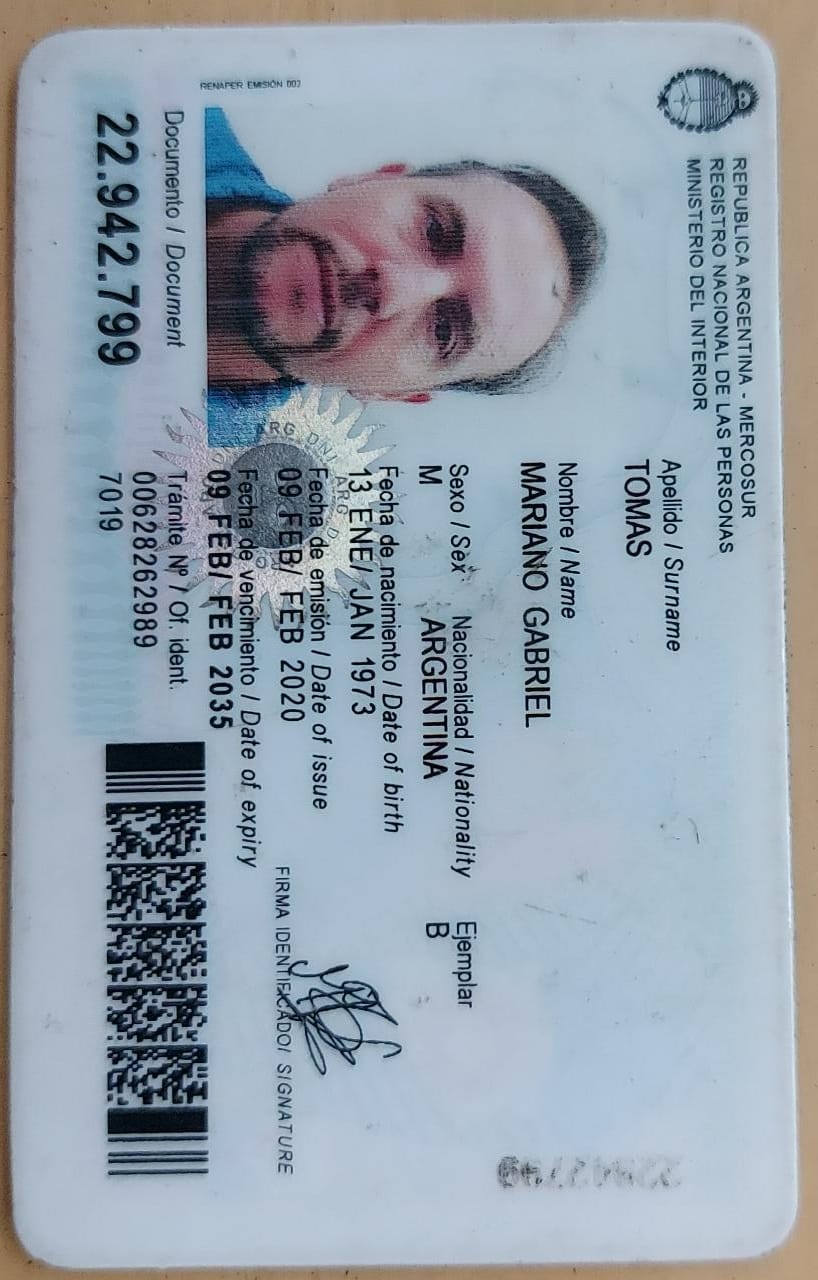 REPUBLICA ARGENTINA - MERCOSUR
REGISTRO NACIONAL DE LAS PERSONAS
MINISTERIO DEL INTERIOR
Apellido / Surname
TOMAS
Nombre / Name
MARIANO GABRIEL
Sexo / Sex Nacionalidad / Nationality Ejemplar
M ARGENTINA B
Fecha de nacimiento / Date of birth
13 ENE/ JAN 1973
Fecha de emisión / Date of issue
09 FEB/ FEB 2020
Fecha de vencimiento / Date of expiry
09 FEB/ FEB 2035
FIRMA IDENTIFICADO/ SIGNATURE
RENAPER EMISIÓN 007
Documento / Document
22.942.799
Trámite Nº / Of. ident.
00628262989
7019